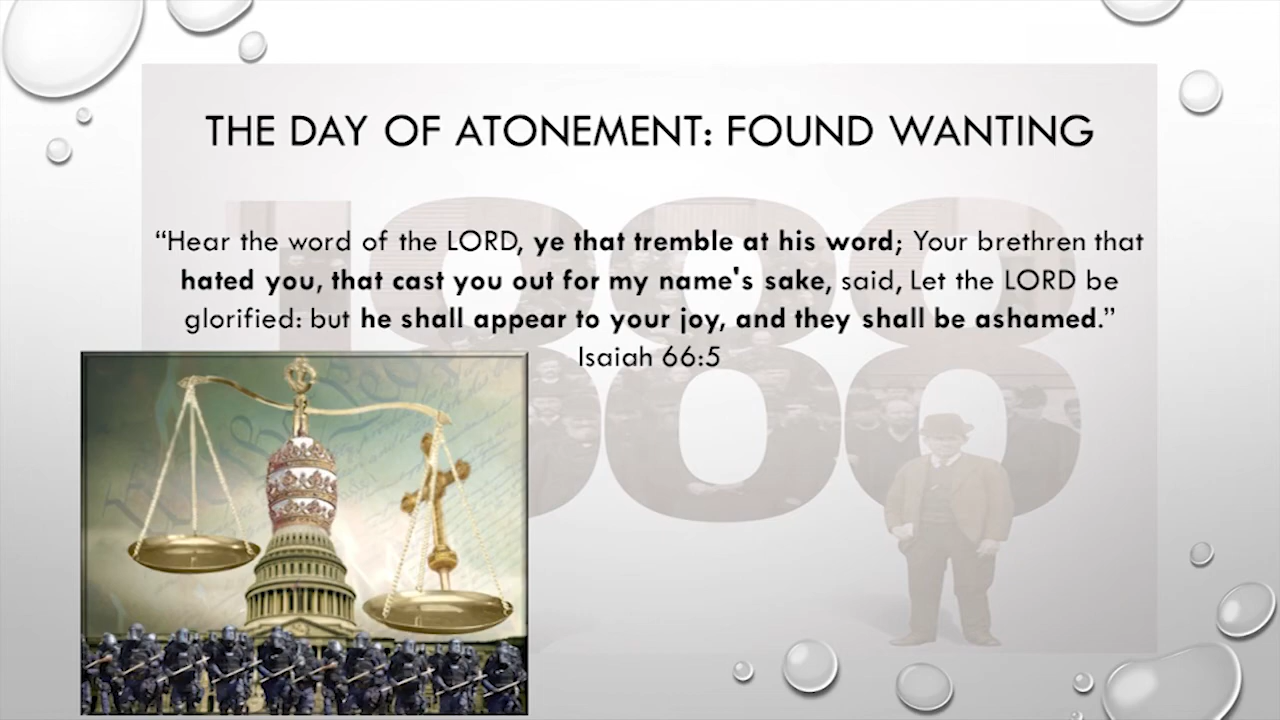 THE DAY OF ATONEMENT: FOUND WANTING
1888
“Hear the word of the LORD, ye that tremble at his word; Your brethren that
hated you, that cast you out for my name's sake, said, Let the LORD be
glorified: but he shall appear to your joy, and they shall be ashamed.”
Isaiah 66:5